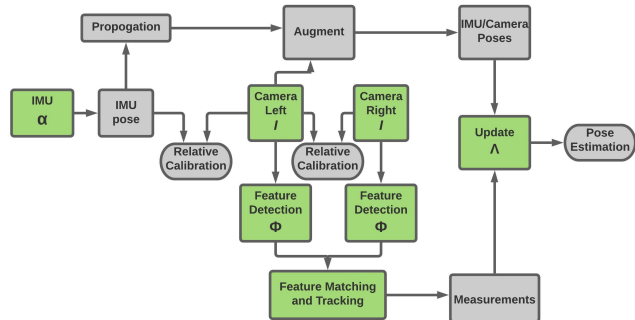 Propogation
Augment
IMU/Camera
Poses
IMU
α
IMU
pose
Camera
Left
I
Camera
Right
I
Relative
Calibration
Relative
Calibration
Update
Λ
Pose
Estimation
Feature
Detection
Φ
Feature
Detection
Φ
Feature Matching
and Tracking
Measurements